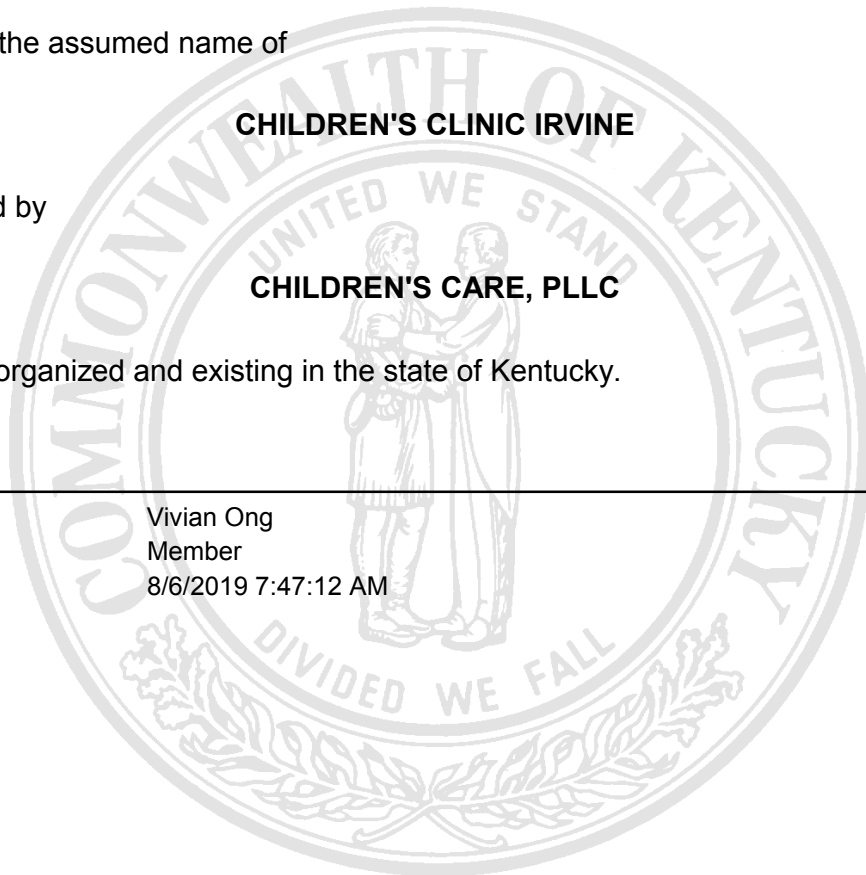 the assumed name of
CHILDREN'S CLINIC IRVINE
d by
CHILDREN'S CARE, PLLC
organized and existing in the state of Kentucky.
Vivian Ong
Member
8/6/2019 7:47:12 AM
COMMONWEALTH OF KENTUCKY
UNITED WE STAND
DIVIDED WE FALL